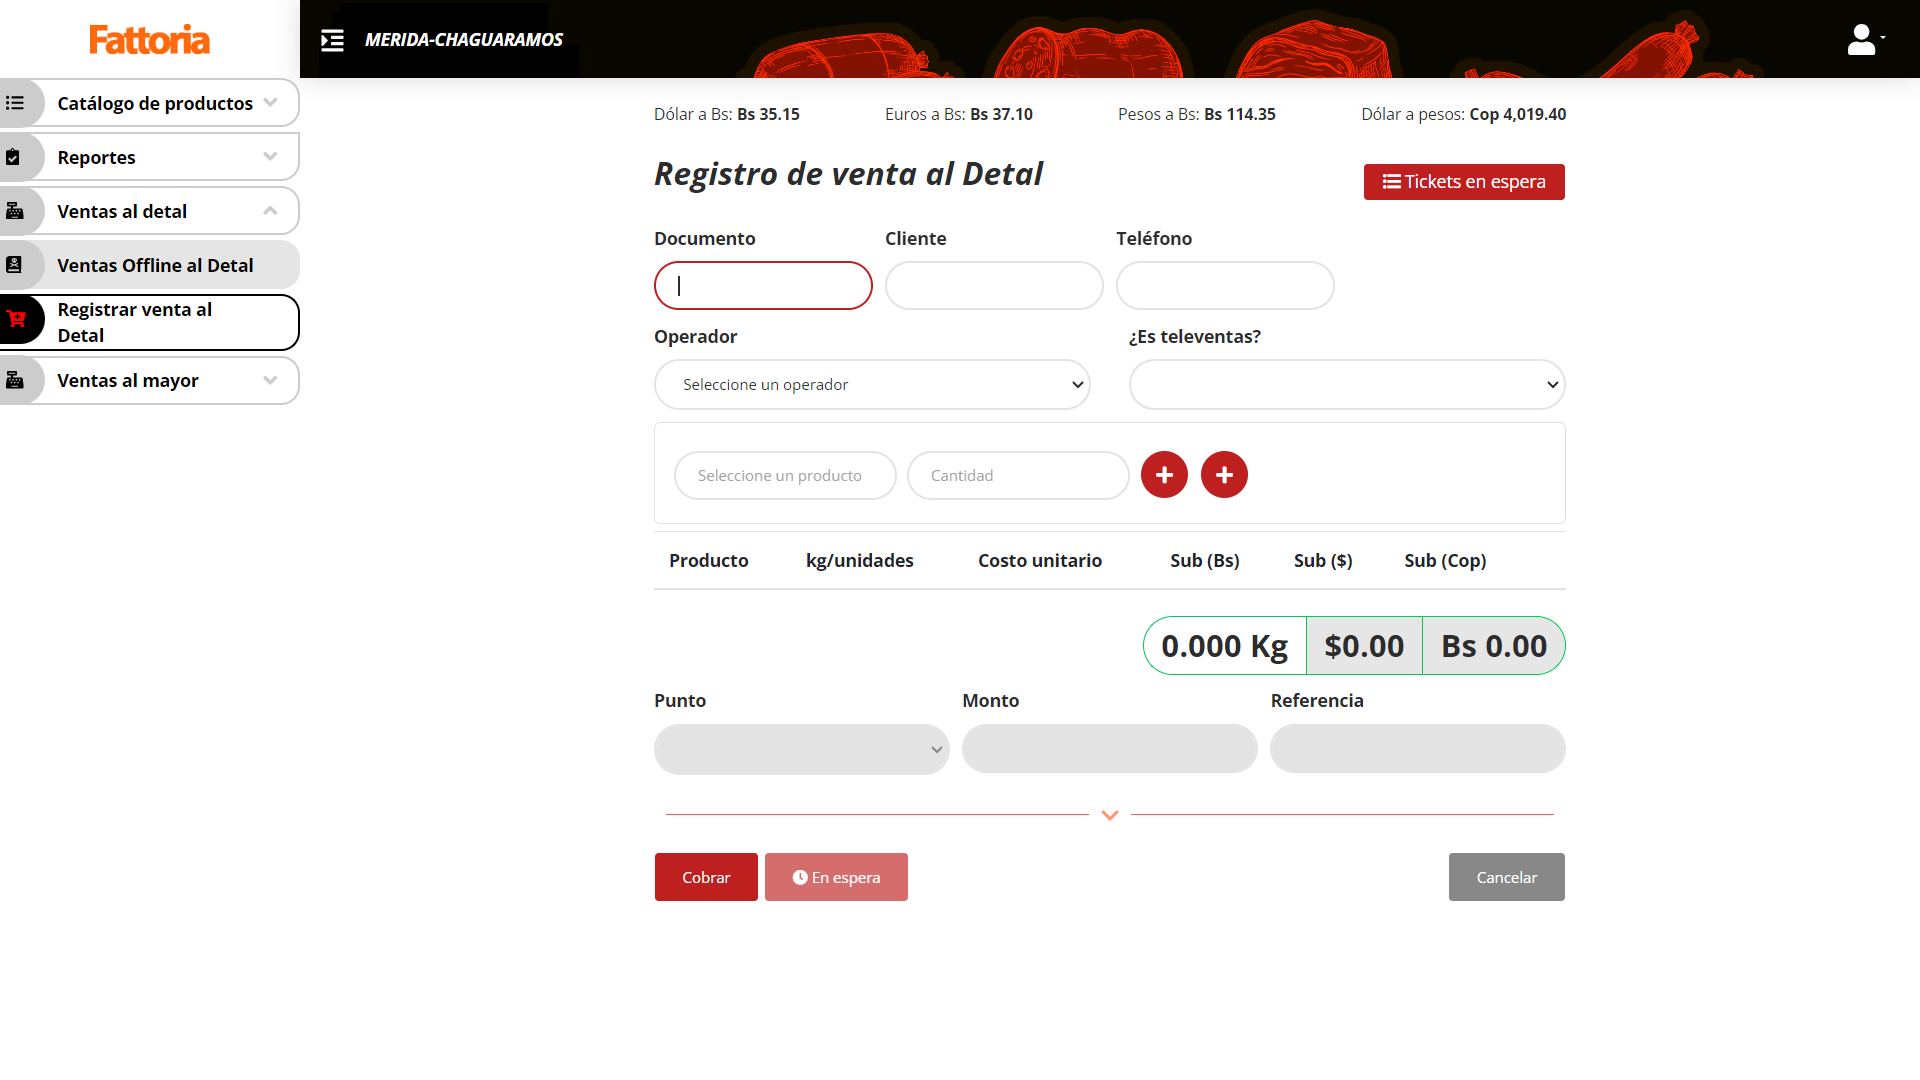 Fattoria
MERIDA-CHAGUARAMOS
Catálogo de productos
Reportes
Ventas al detal
Ventas Offline al Detal
Registrar venta al
Detal
Ventas al mayor
Dólar a Bs: Bs 35.15
Euros a Bs: Bs 37.10
Pesos a Bs: Bs 114.35
Dólar a pesos: Cop 4,019.40
Registro de venta al Detal
Tickets en espera
Documento
Cliente
Teléfono
Operador
¿Es televentas?
Seleccione un operador
Seleccione un producto
Cantidad
Producto
kg/unidades
Costo unitario
Sub (Bs)
Sub ($)
Sub (Cop)
0.000 Kg
$0.00
Bs 0.00
Punto
Monto
Referencia
Cobrar
En espera
Cancelar